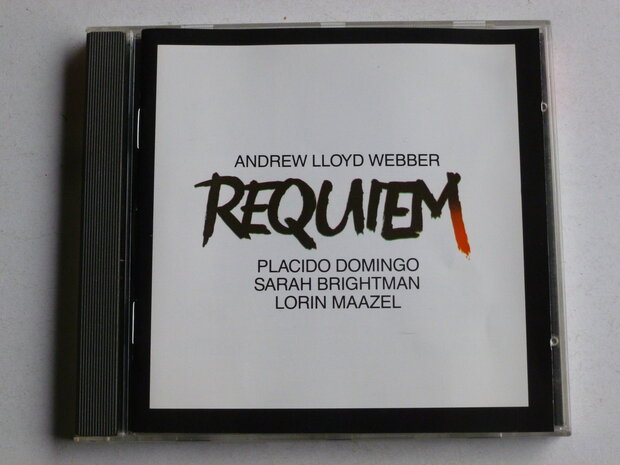 ANDREW LLOYD WEBBER
REQUIEM
PLACIDO DOMINGO
SARAH BRIGHTMAN
LORIN MAAZEL